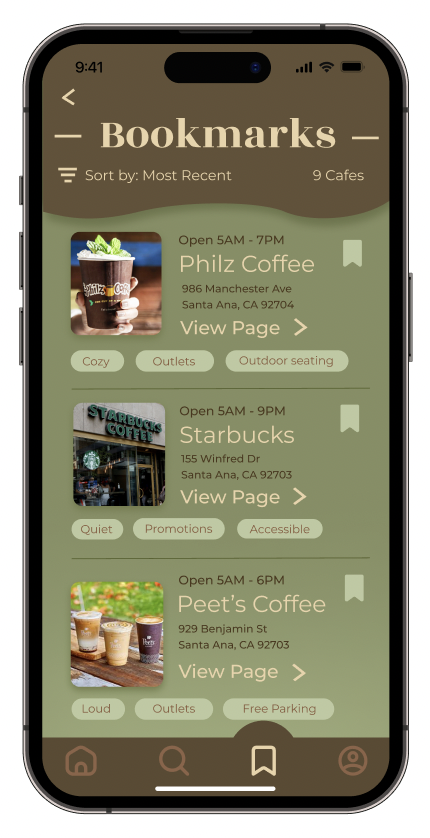 9:41
Bookmarks
Sort by: Most Recent
9 Cafes
Open 5AM - 7PM
Philz Coffee
986 Manchester Ave
Santa Ana, CA 92704
View Page
Cozy
Outlets
Outdoor seating
STARBUCKS
COFFEE
Open 5AM - 9PM
Starbucks
155 Winfred Dr
Santa Ana, CA 92703
View Page
Quiet
Promotions
Accessible
Peet's
Open 5AM - 6PM
Peet's Coffee
929 Benjamin St
Santa Ana, CA 92703
View Page
Loud
Outlets
Free Parking